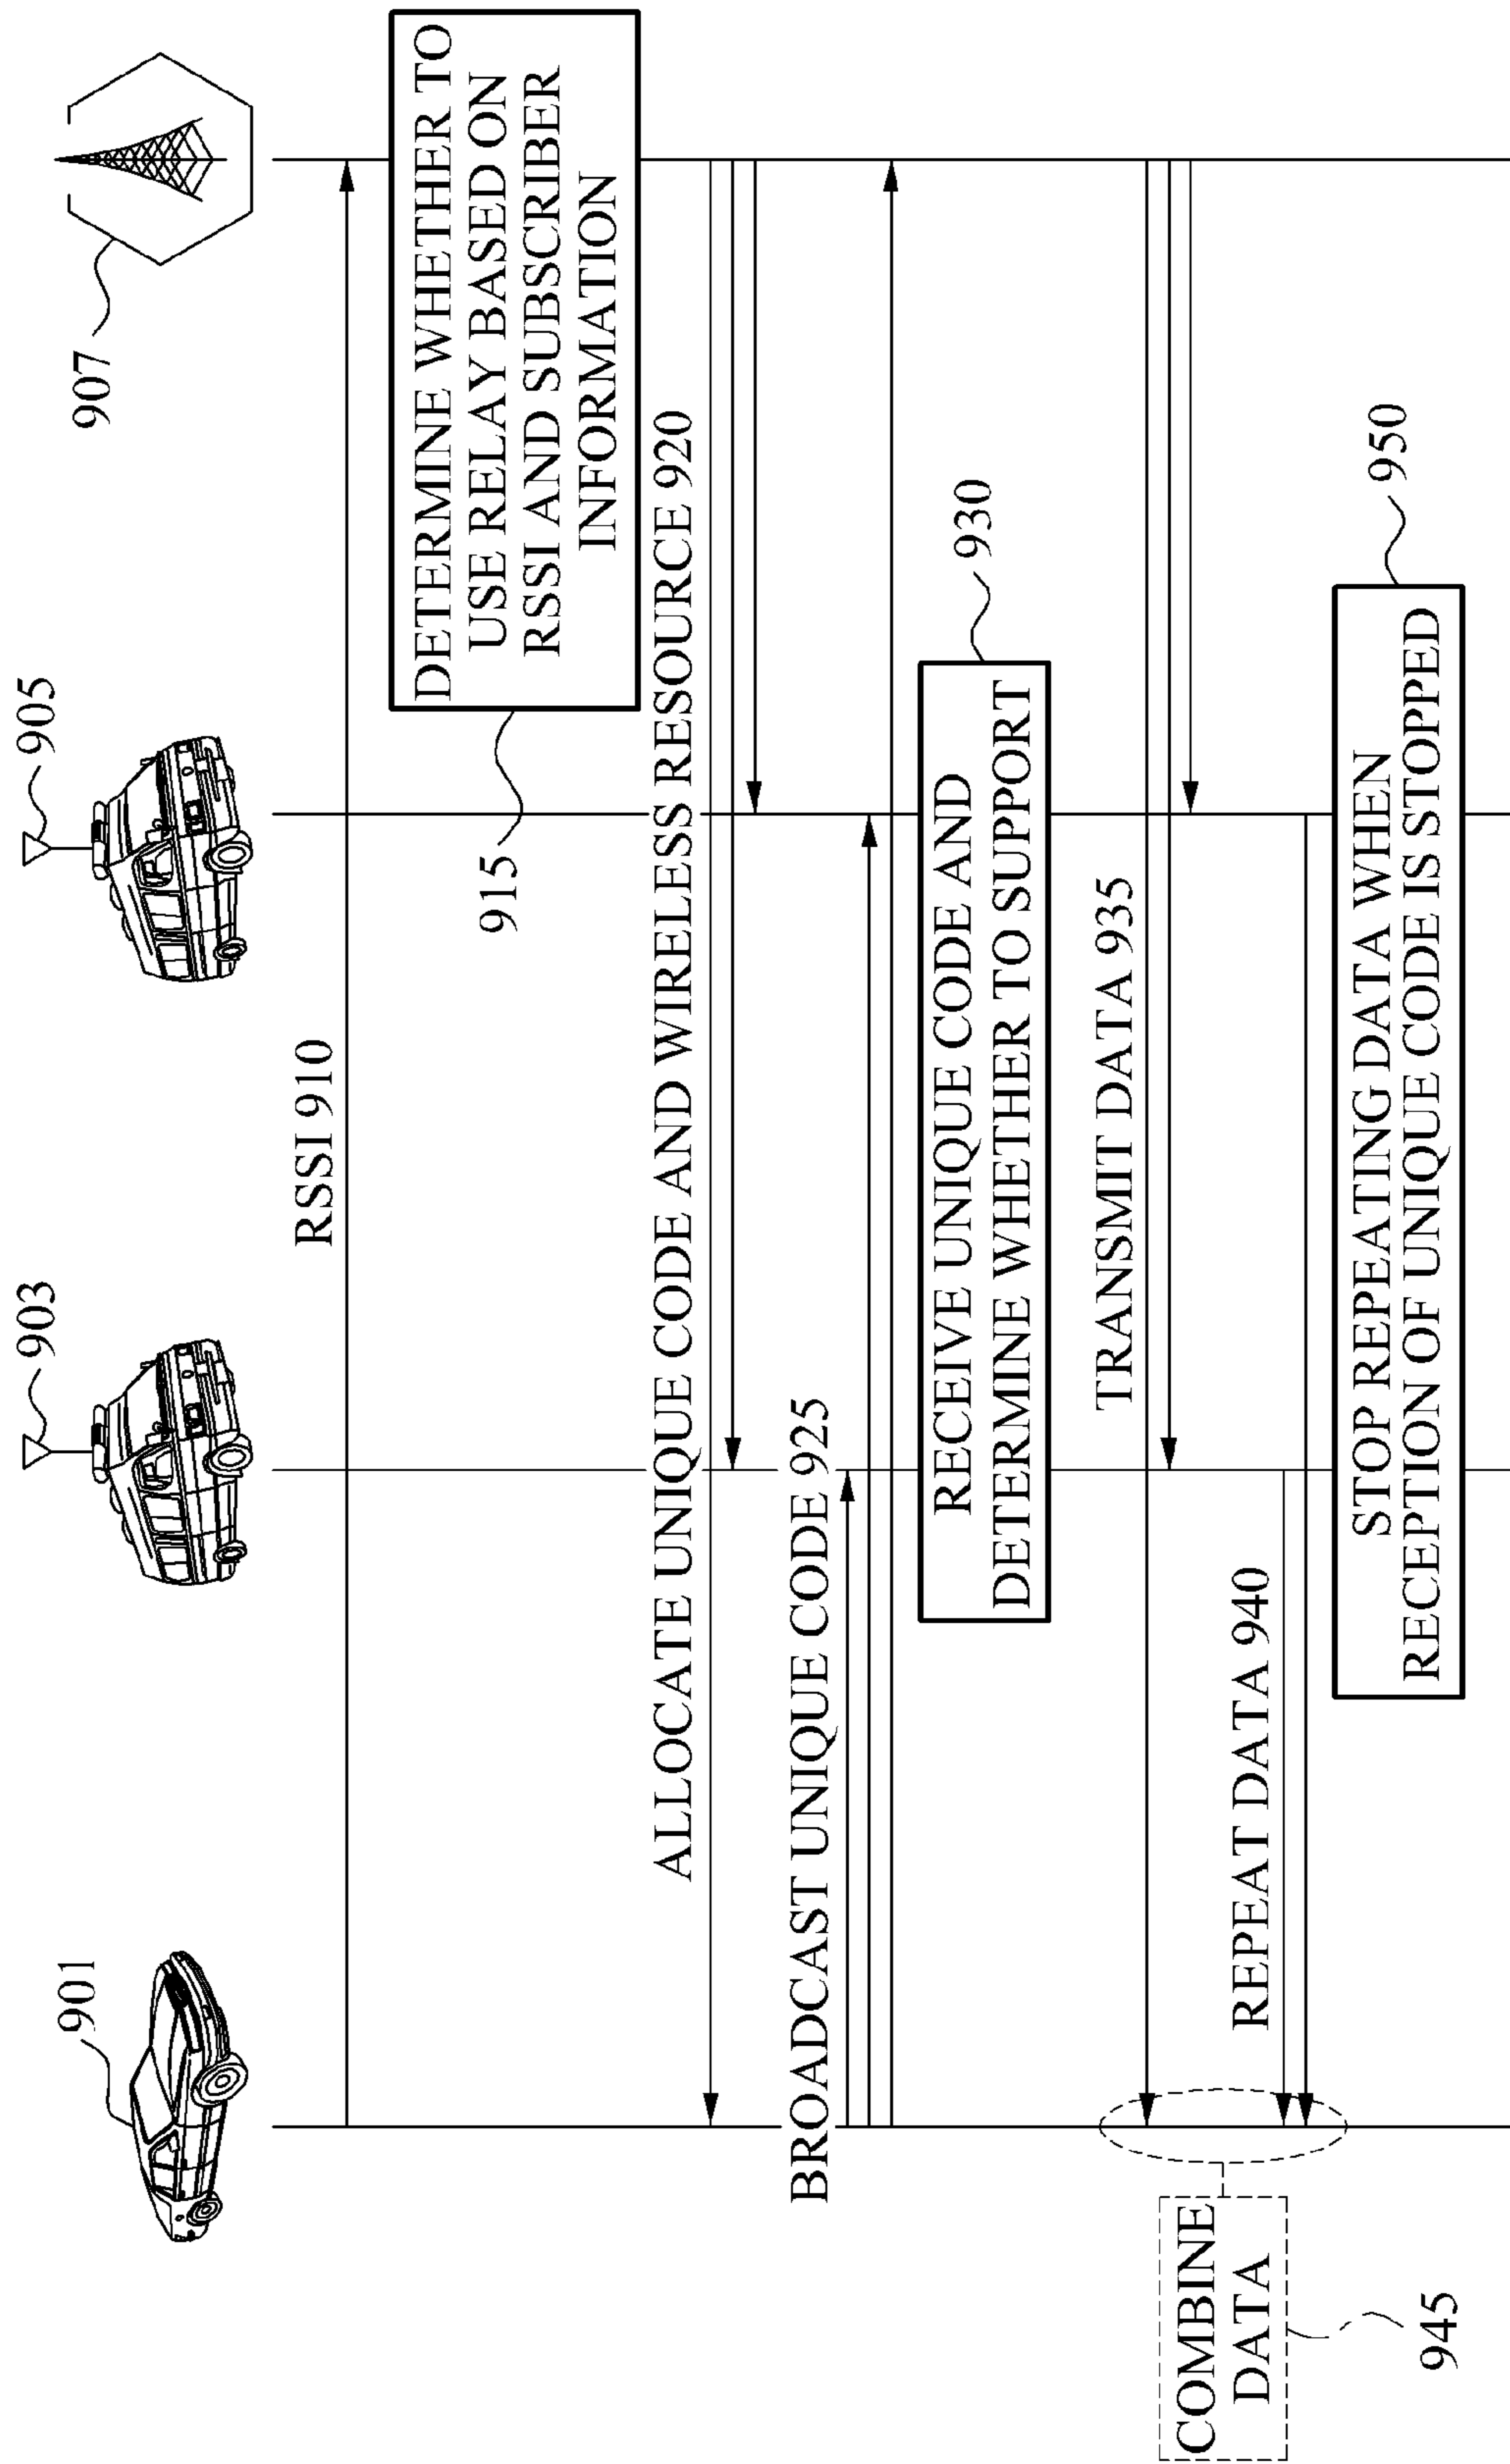 901
903
905
907
RSSI 910
DETERMINE WHETHER TO
USE RELAY BASED ON
RSSI AND SUBSCRIBER
INFORMATION
915
ALLOCATE UNIQUE CODE AND WIRELESS RESOURCE 920
BROADCAST UNIQUE CODE 925
RECEIVE UNIQUE CODE AND
DETERMINE WHETHER TO SUPPORT
930
TRANSMIT DATA 935
REPEAT DATA 940
COMBINE
DATA
945
STOP REPEATING DATA WHEN
RECEPTION OF UNIQUE CODE IS STOPPED
950